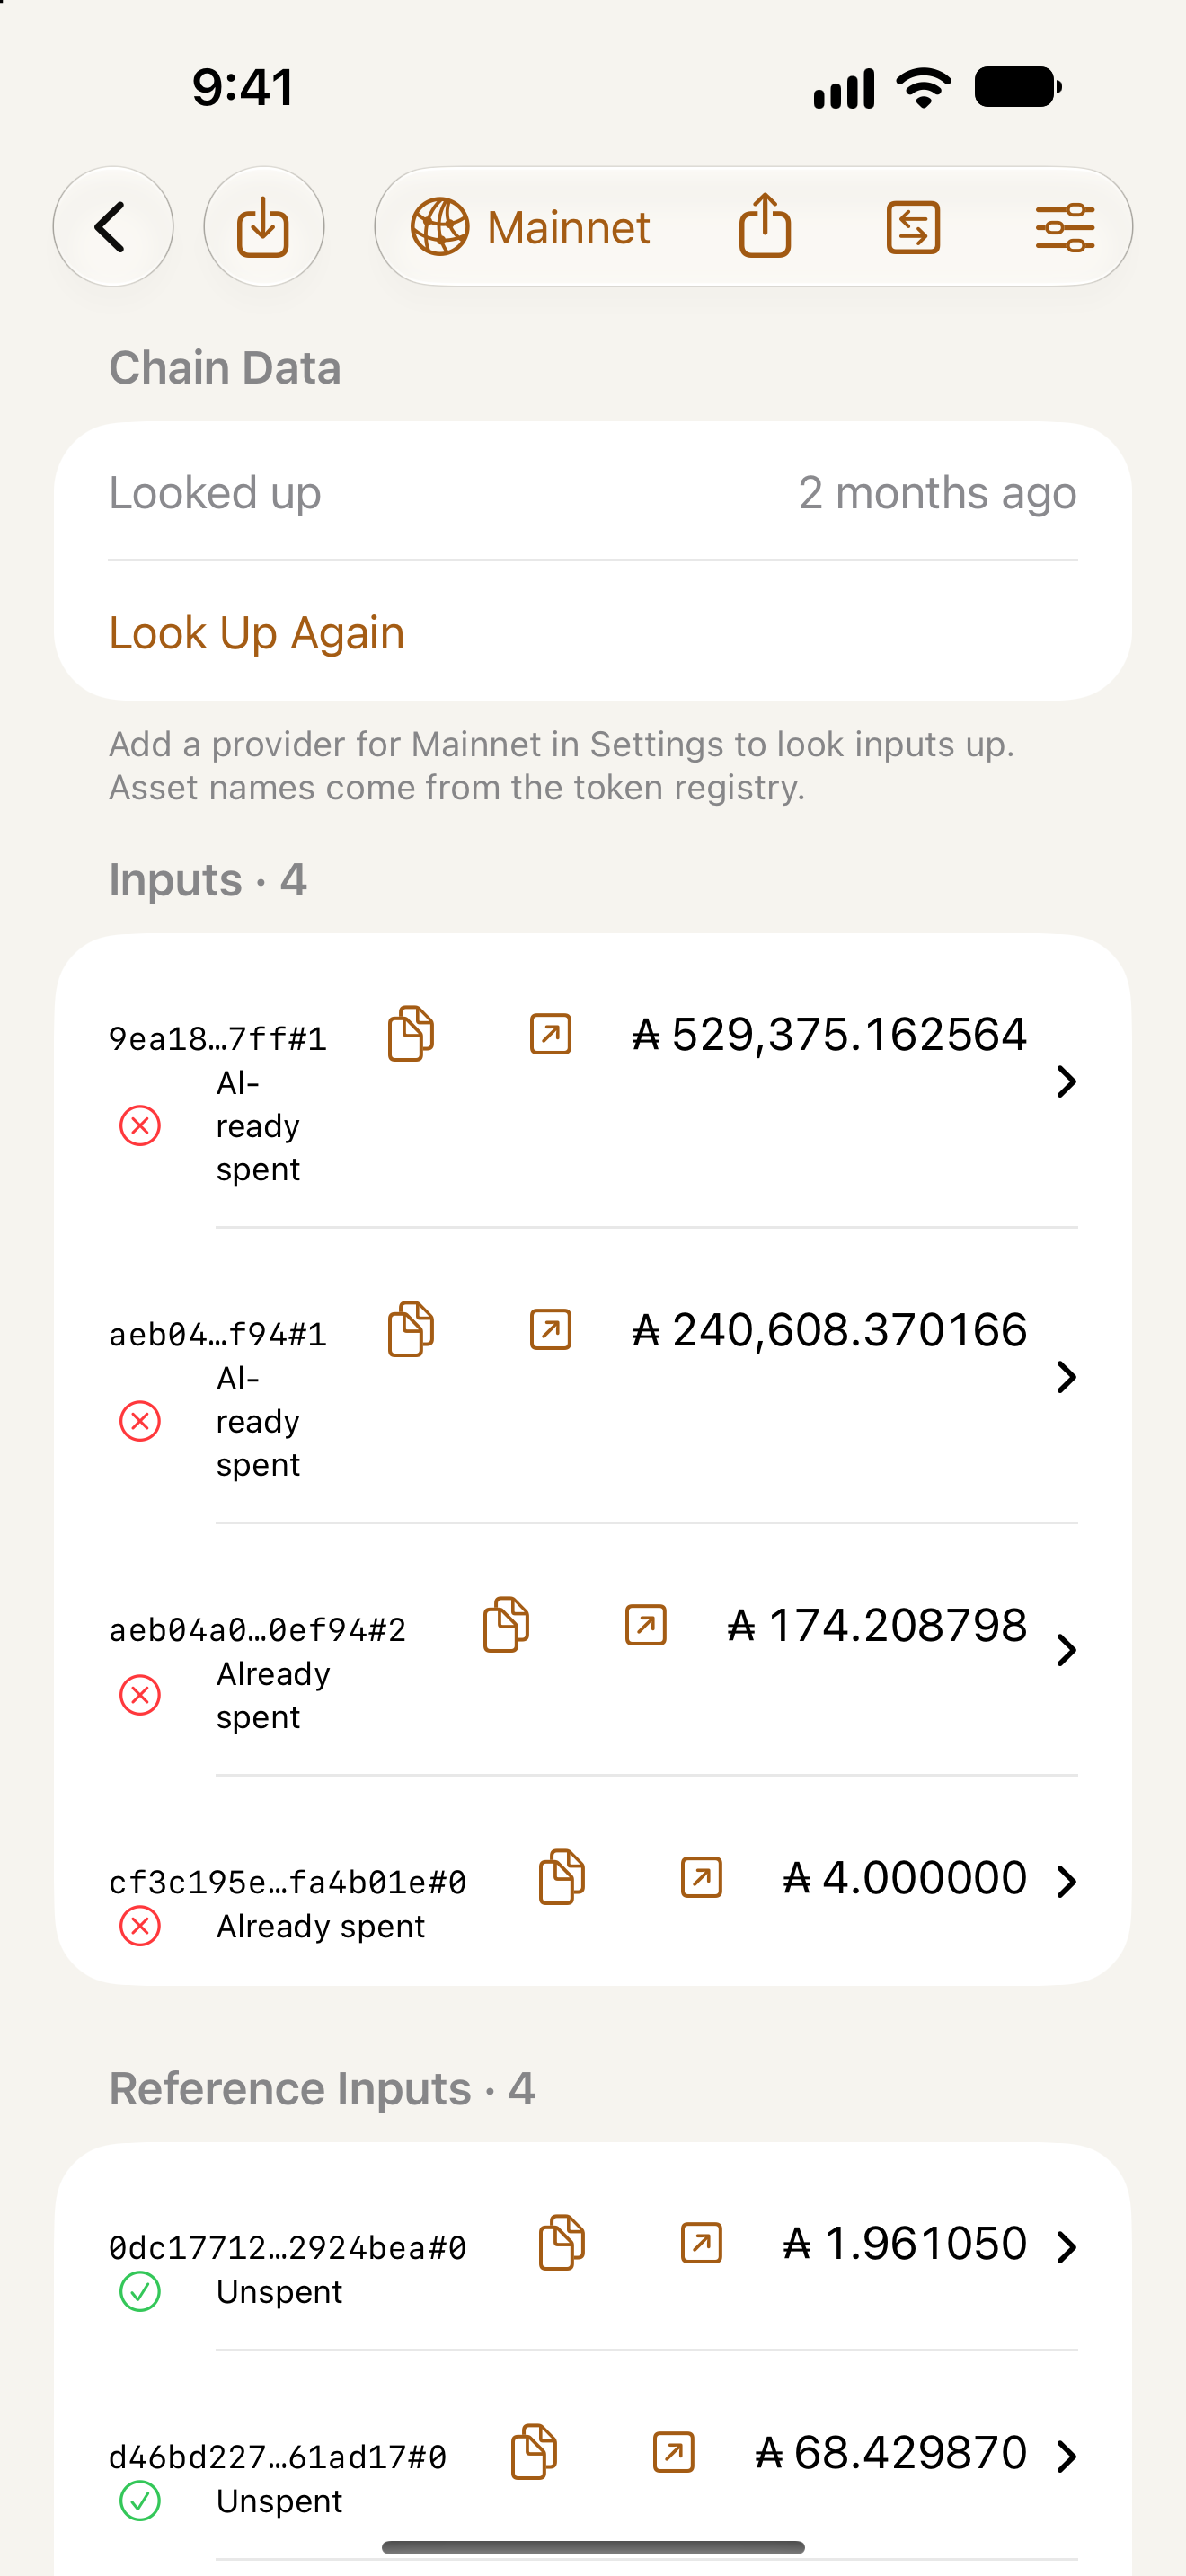 9:41
Mainnet
Chain Data
Looked up 2 months ago
Look Up Again
Add a provider for Mainnet in Settings to look inputs up.
Asset names come from the token registry.
Inputs · 4
9ea18…7ff#1 ₳ 529,375.162564
Al-
ready
spent
aeb04…f94#1 ₳ 240,608.370166
Al-
ready
spent
aeb04a0…0ef94#2 ₳ 174.208798
Already
spent
cf3c195e…fa4b01e#0 ₳ 4.000000
Already spent
Reference Inputs · 4
0dc17712…2924bea#0 ₳ 1.961050
Unspent
d46bd227…61ad17#0 ₳ 68.429870
Unspent